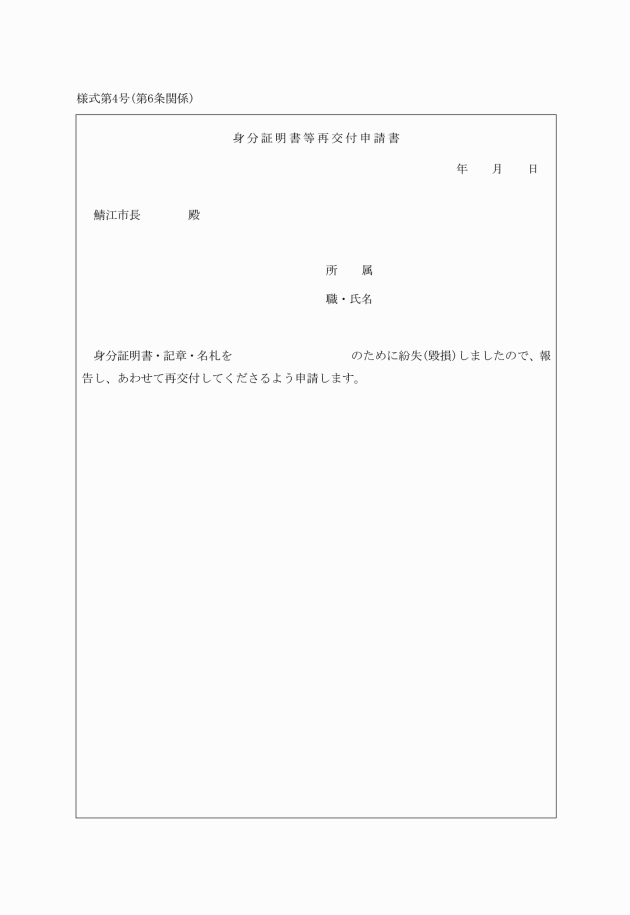 様式第4号(第6条関係)
身分証明書等再交付申請書
年　　月　　日
鯖江市長　　　　殿
所　　属
職・氏名
身分証明書・記章・名札を　　　　　　　　　　のために紛失(毀損)しましたので、報
告し、あわせて再交付してくださるよう申請します。